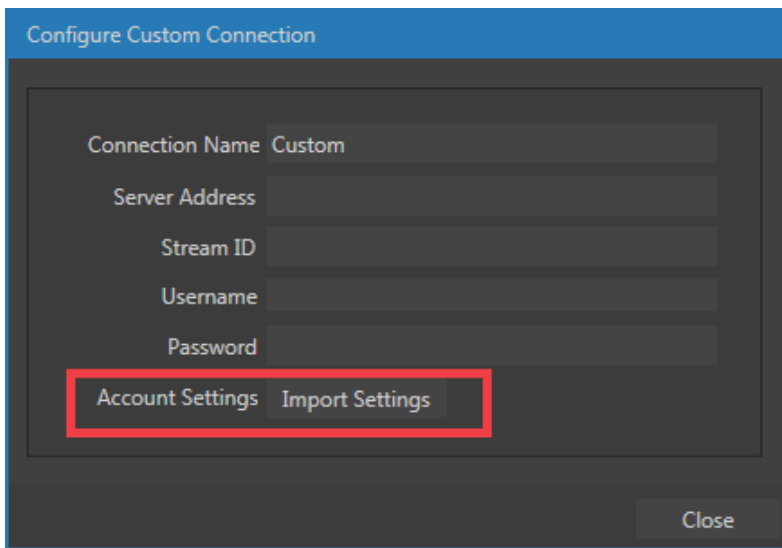 Configure Custom Connection
Connection Name Custom
Server Address
Stream ID
Username
Password
Account Settings Import Settings
Close